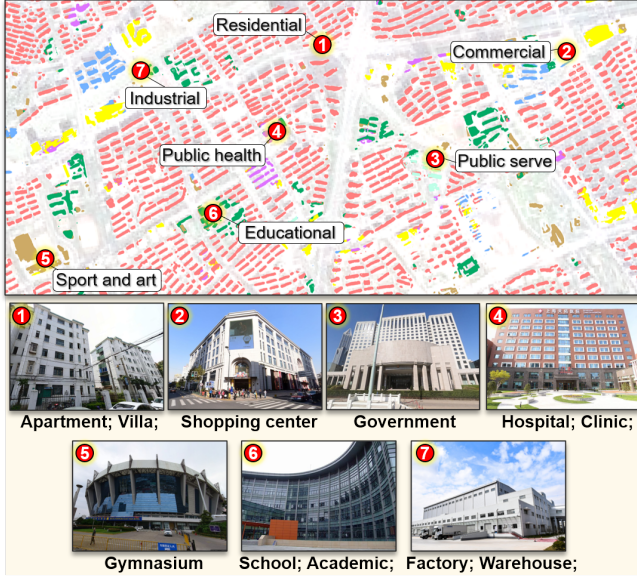 Residential
1
Commercial
2
7
Industrial
4
Public health
3
Public serve
6
Educational
5
Sport and art
1
2
3
4
Apartment; Villa;
Shopping center
Government
Hospital; Clinic;
5
6
7
Gymnasium
School; Academic;
Factory; Warehouse;